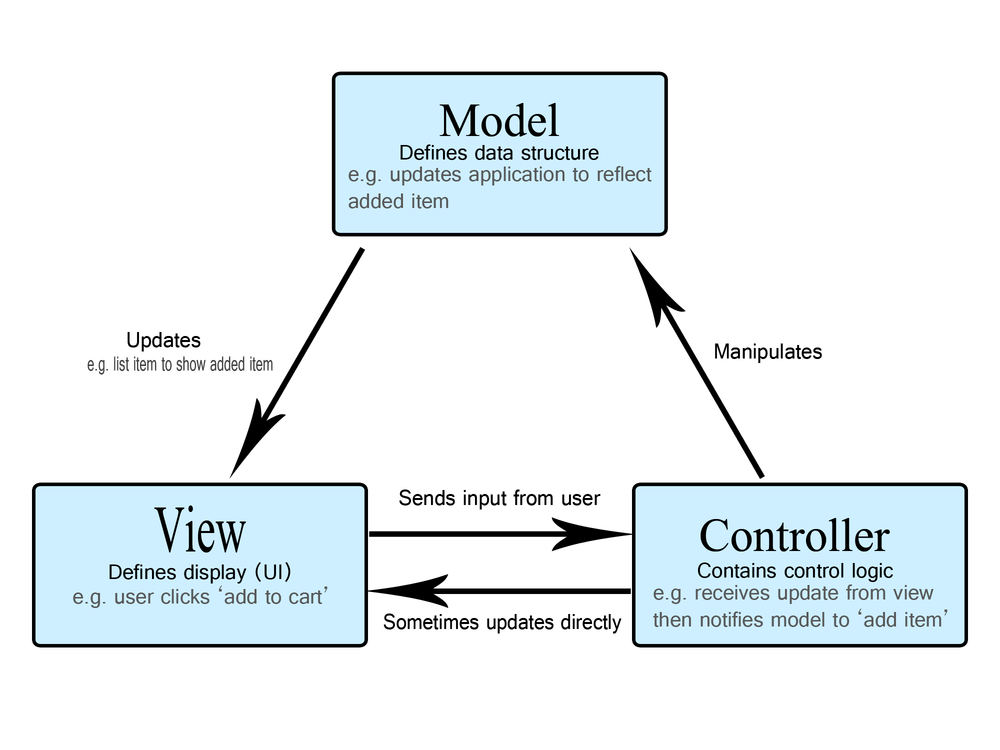 Model
Defines data structure
e.g. updates application to reflect
added item
Updates
e.g. list item to show added item
Manipulates
Sends input from user
Sometimes updates directly
View
Defines display (UI)
e.g. user clicks ‘add to cart’
Controller
Contains control logic
e.g. receives update from view
then notifies model to ‘add item’